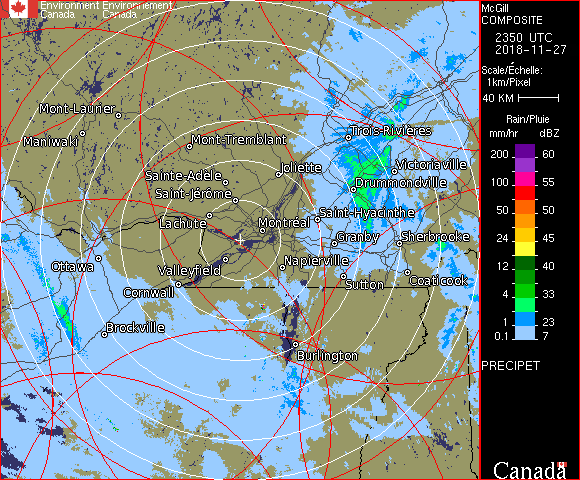 Environment Environnement
Canada Canada
McGill
COMPOSITE
2350 UTC
2018-11-27
Scale/Échelle:
1km/Pixel
40 KM
Rain/Pluie
mm/hr dBZ
200 60
100 55
50 50
24 45
12 40
4 33
1 23
0.1 7
PRECIPET
Canada
Mont-Laurier
Maniwaki
Mont-Tremblant
Trois-Rivières
Joliette
Victoriaville
Sainte-Adèle
Drummondville
Saint-Jérôme
Saint-Hyacinthe
Lachute
Montréal
Granby
Sherbrooke
Ottawa
Valleyfield
Napierville
Sutton
Coaticook
Cornwall
Brockville
Burlington